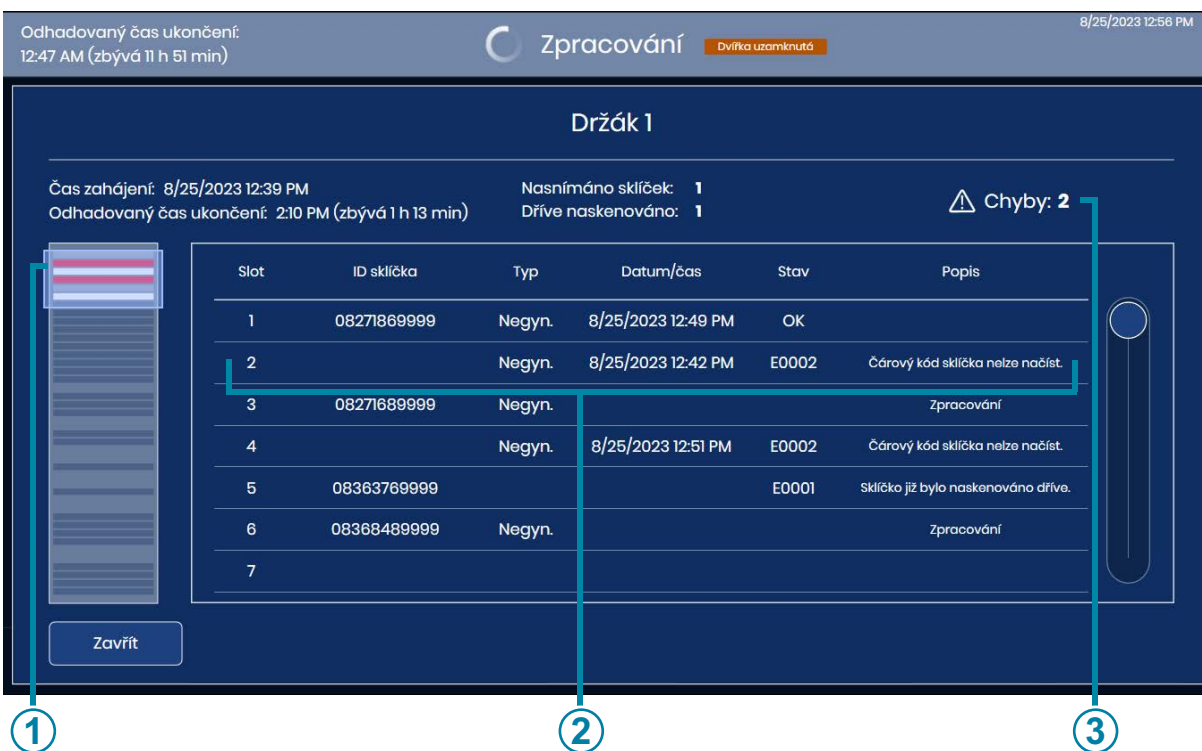 Odhadovaný čas ukončení:
12:47 AM (zbývá 11 h 51 min)
Zpracování
Dvířka uzamknutá
8/25/2023 12:56 PM
Držák 1
Čas zahájení: 8/25/2023 12:39 PM
Odhadovaný čas ukončení: 2:10 PM (zbývá 1 h 13 min)
Nasnímáno sklíček: 1
Dříve naskenováno: 1
Chyby: 2
Slot ID sklíčka Typ Datum/čas Stav Popis
1 08271869999 Negyn. 8/25/2023 12:49 PM OK
2 Negyn. 8/25/2023 12:42 PM E0002 Čárový kód sklíčka nelze načíst.
3 08271689999 Negyn. Zpracování
4 Negyn. 8/25/2023 12:51 PM E0002 Čárový kód sklíčka nelze načíst.
5 08363769999 E0001 Sklíčko již bylo naskenováno dříve.
6 08368489999 Negyn. Zpracování
7
Zavřít
1 2 3